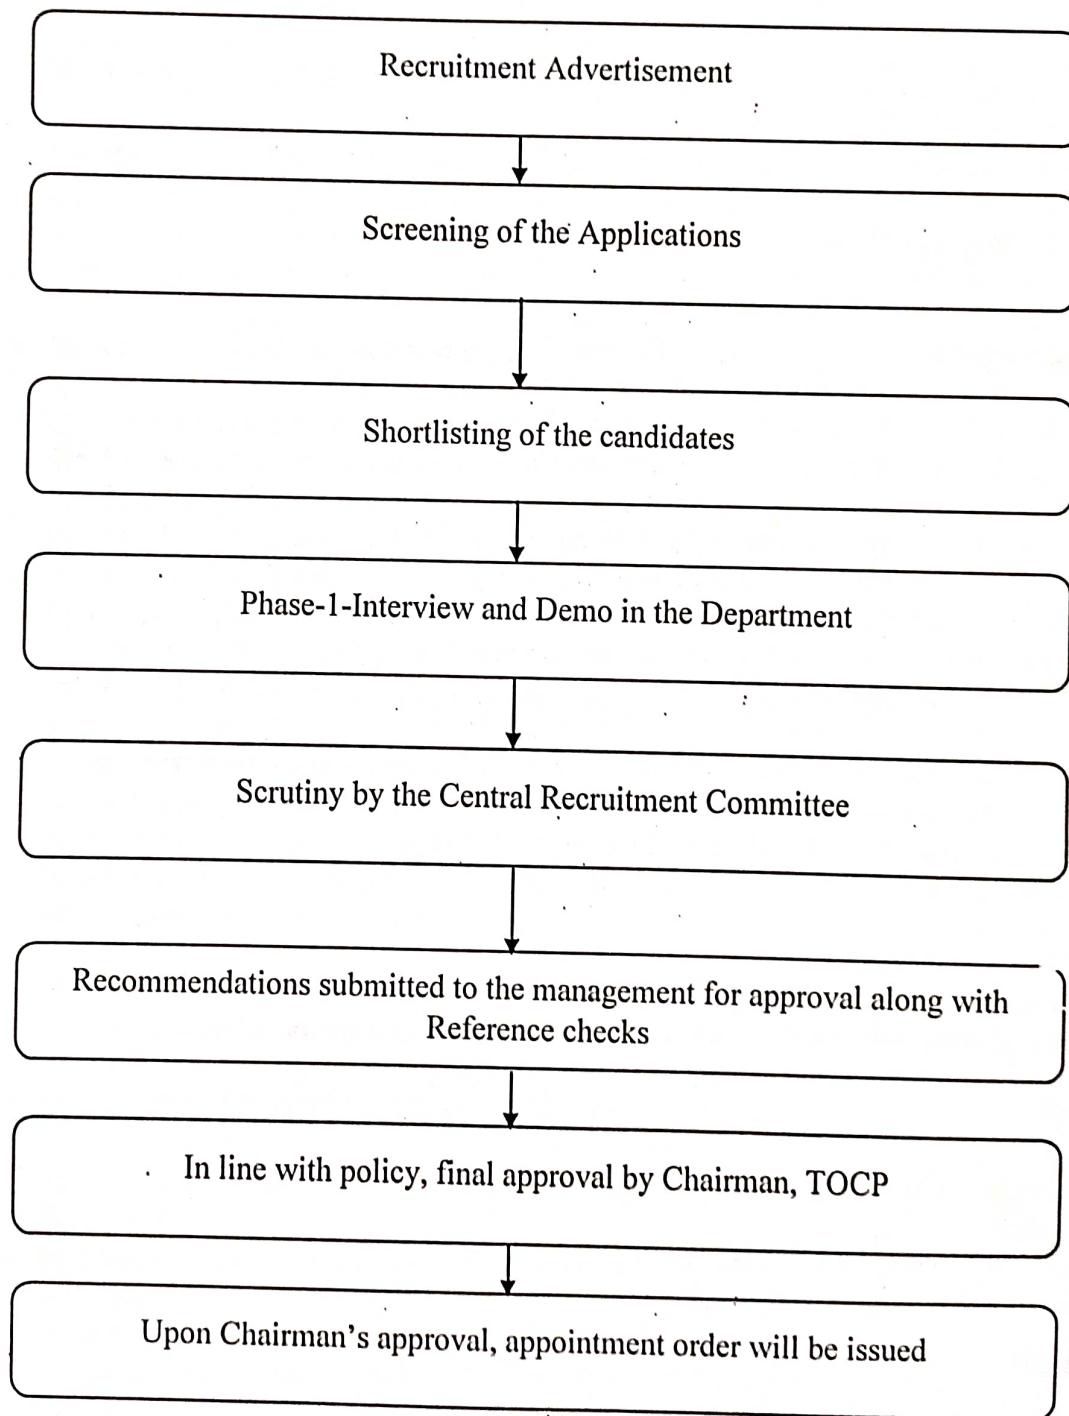 Recruitment Advertisement
Screening of the Applications
Shortlisting of the candidates
Phase-1-Interview and Demo in the Department
Scrutiny by the Central Recruitment Committee
Recommendations submitted to the management for approval along with
Reference checks
In line with policy, final approval by Chairman, TOCP
Upon Chairman's approval, appointment order will be issued